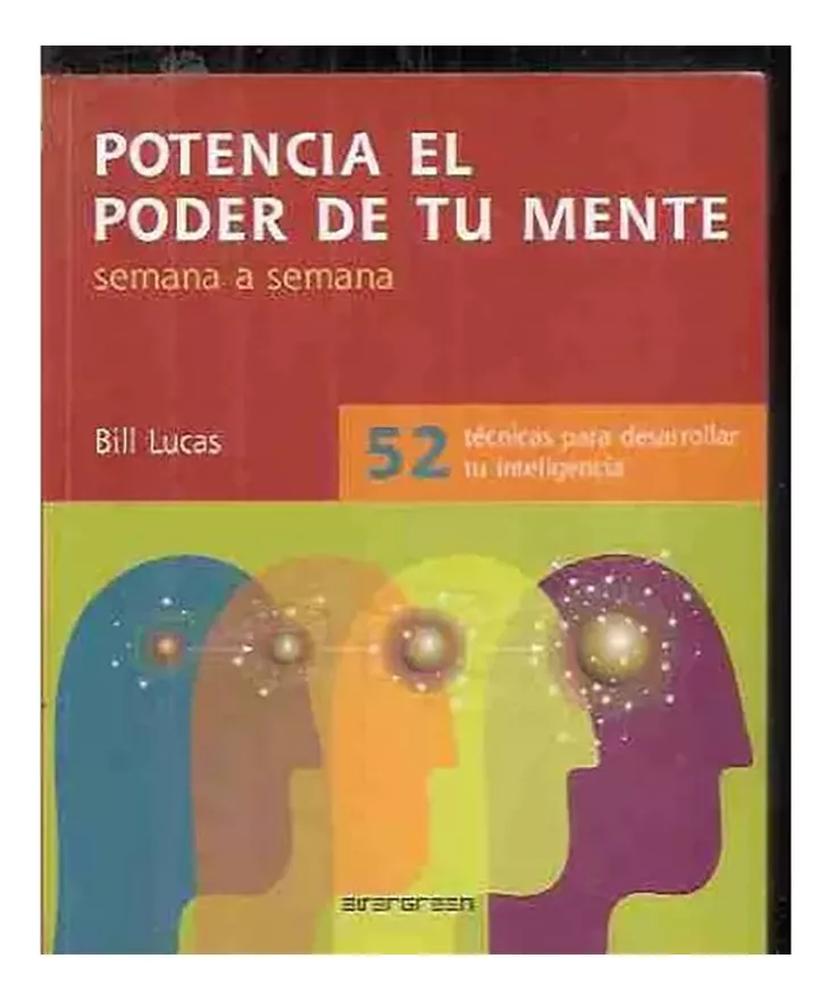 POTENCIA EL
PODER DE TU MENTE
semana a semana
Bill Lucas
52 técnicas para desarrollar
tu inteligencia
evergreen